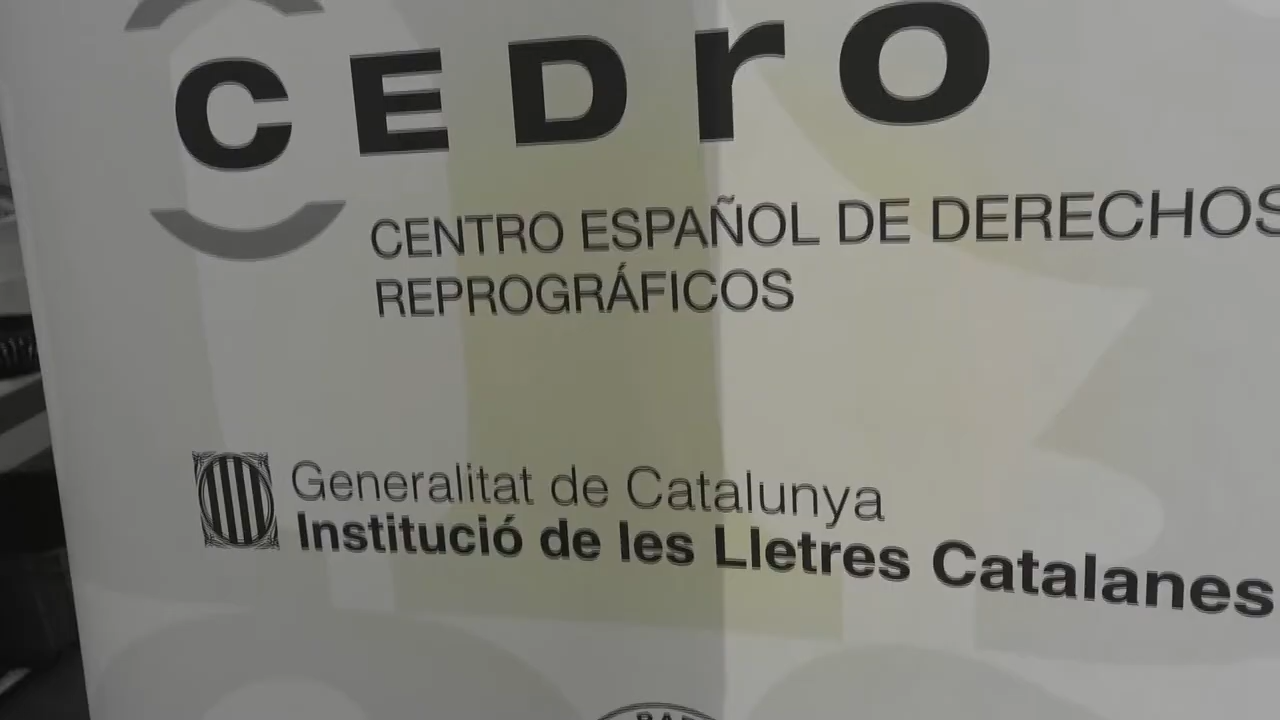 CEDrO
CENTRO ESPAÑOL DE DERECHOS
REPROGRÁFICOS
Generalitat de Catalunya
Institució de les Lletres Catalanes